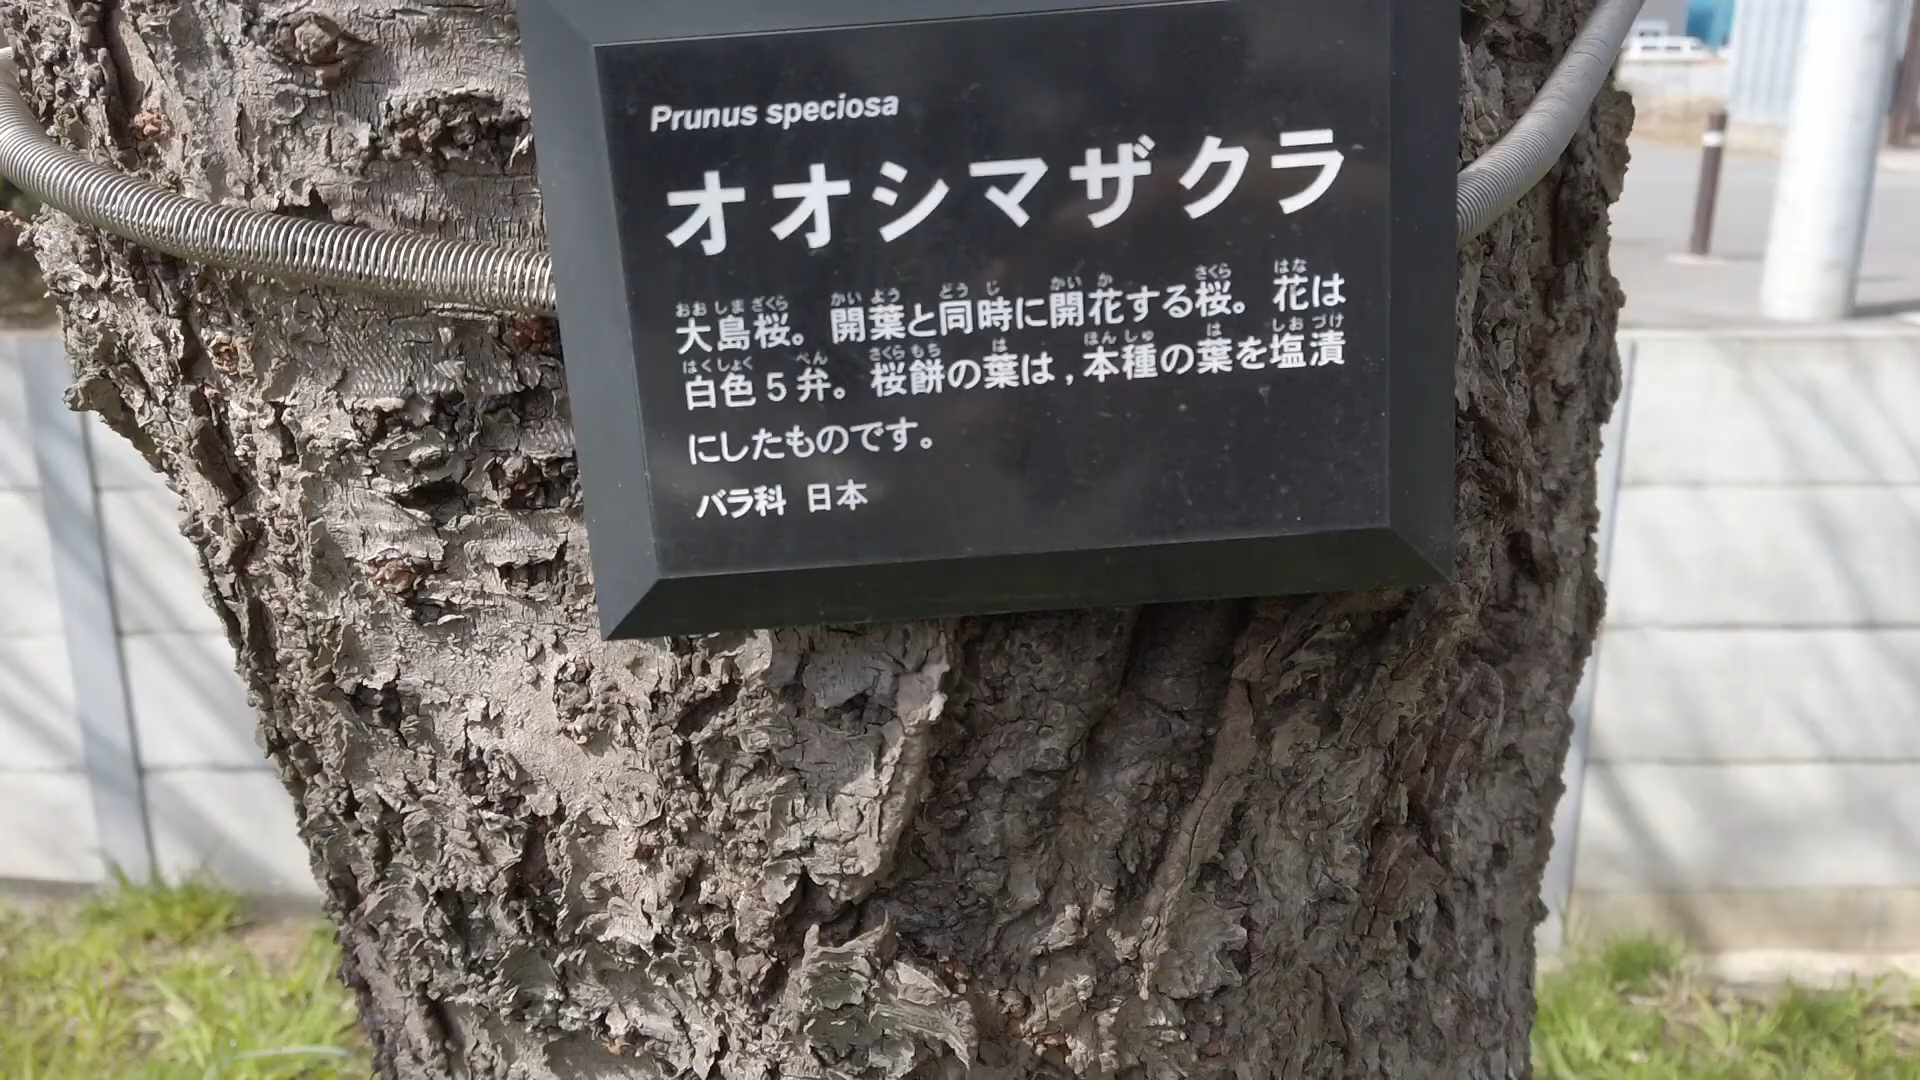 Prunus speciosa
オオシマザクラ
おお しま ざくら かい よう どう じ かい か さくら はな
大島桜。開葉と同時に開花する桜。花は
はくしょく べん さくら もち は ほん しゅ は しお づけ
白色5弁。桜餅の葉は,本種の葉を塩漬
にしたものです。
バラ科 日本